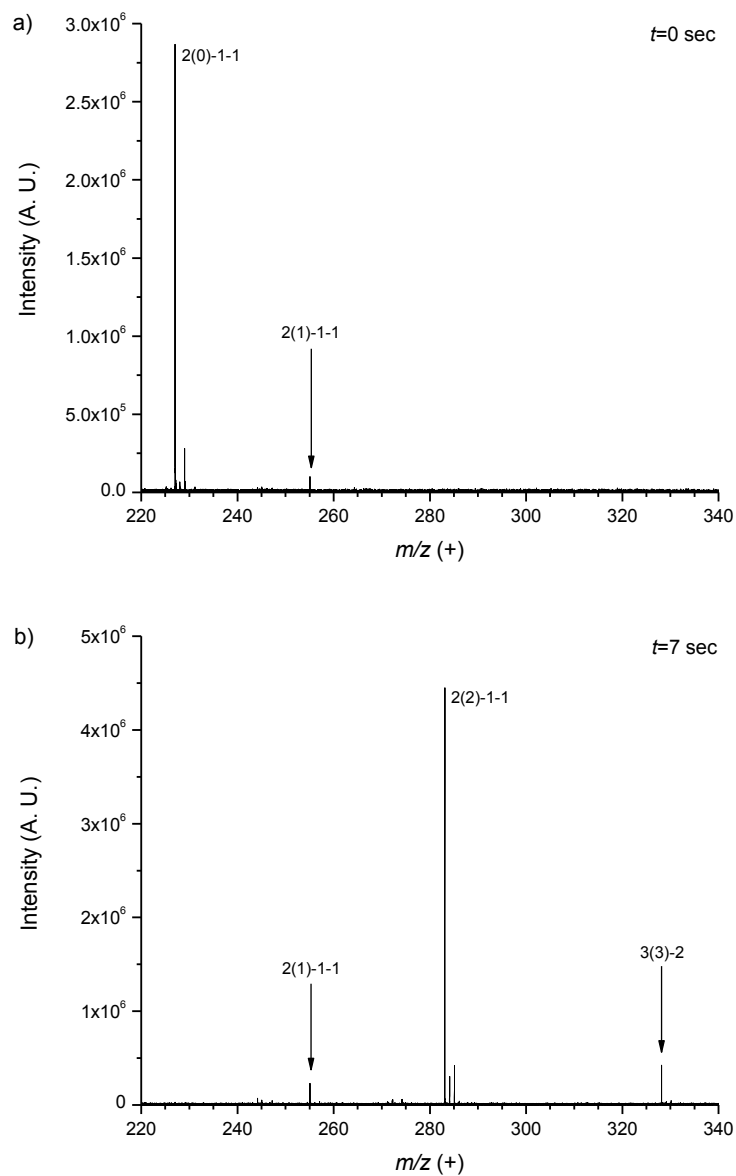 a)
t=0 sec
3.0x10⁶
2.5x10⁶
2.0x10⁶
1.5x10⁶
1.0x10⁶
5.0x10⁵
0.0
Intensity (A. U.)
2(0)-1-1
2(1)-1-1
220 240 260 280 300 320 340
m/z (+)
b)
t=7 sec
5x10⁶
4x10⁶
3x10⁶
2x10⁶
1x10⁶
0
Intensity (A. U.)
2(2)-1-1
3(3)-2
2(1)-1-1
220 240 260 280 300 320 340
m/z (+)